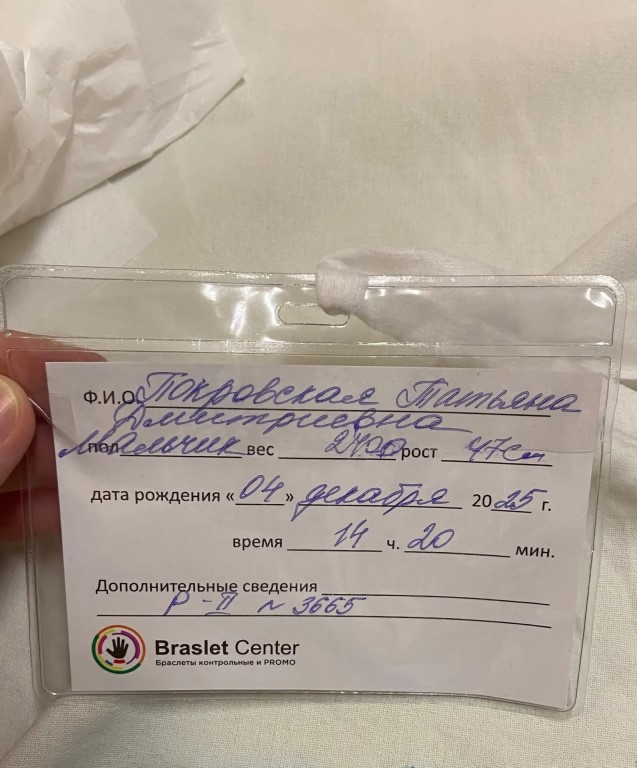 Ф.И.О. Покровская Татьяна
Дмитриевна
пол Мальчик вес 2400 рост 47см
дата рождения «04» декабря 2025 г.
время 14 ч. 20 мин.
Дополнительные сведения
Р-II N 3665
Braslet Center
Браслеты контрольные и PROMO